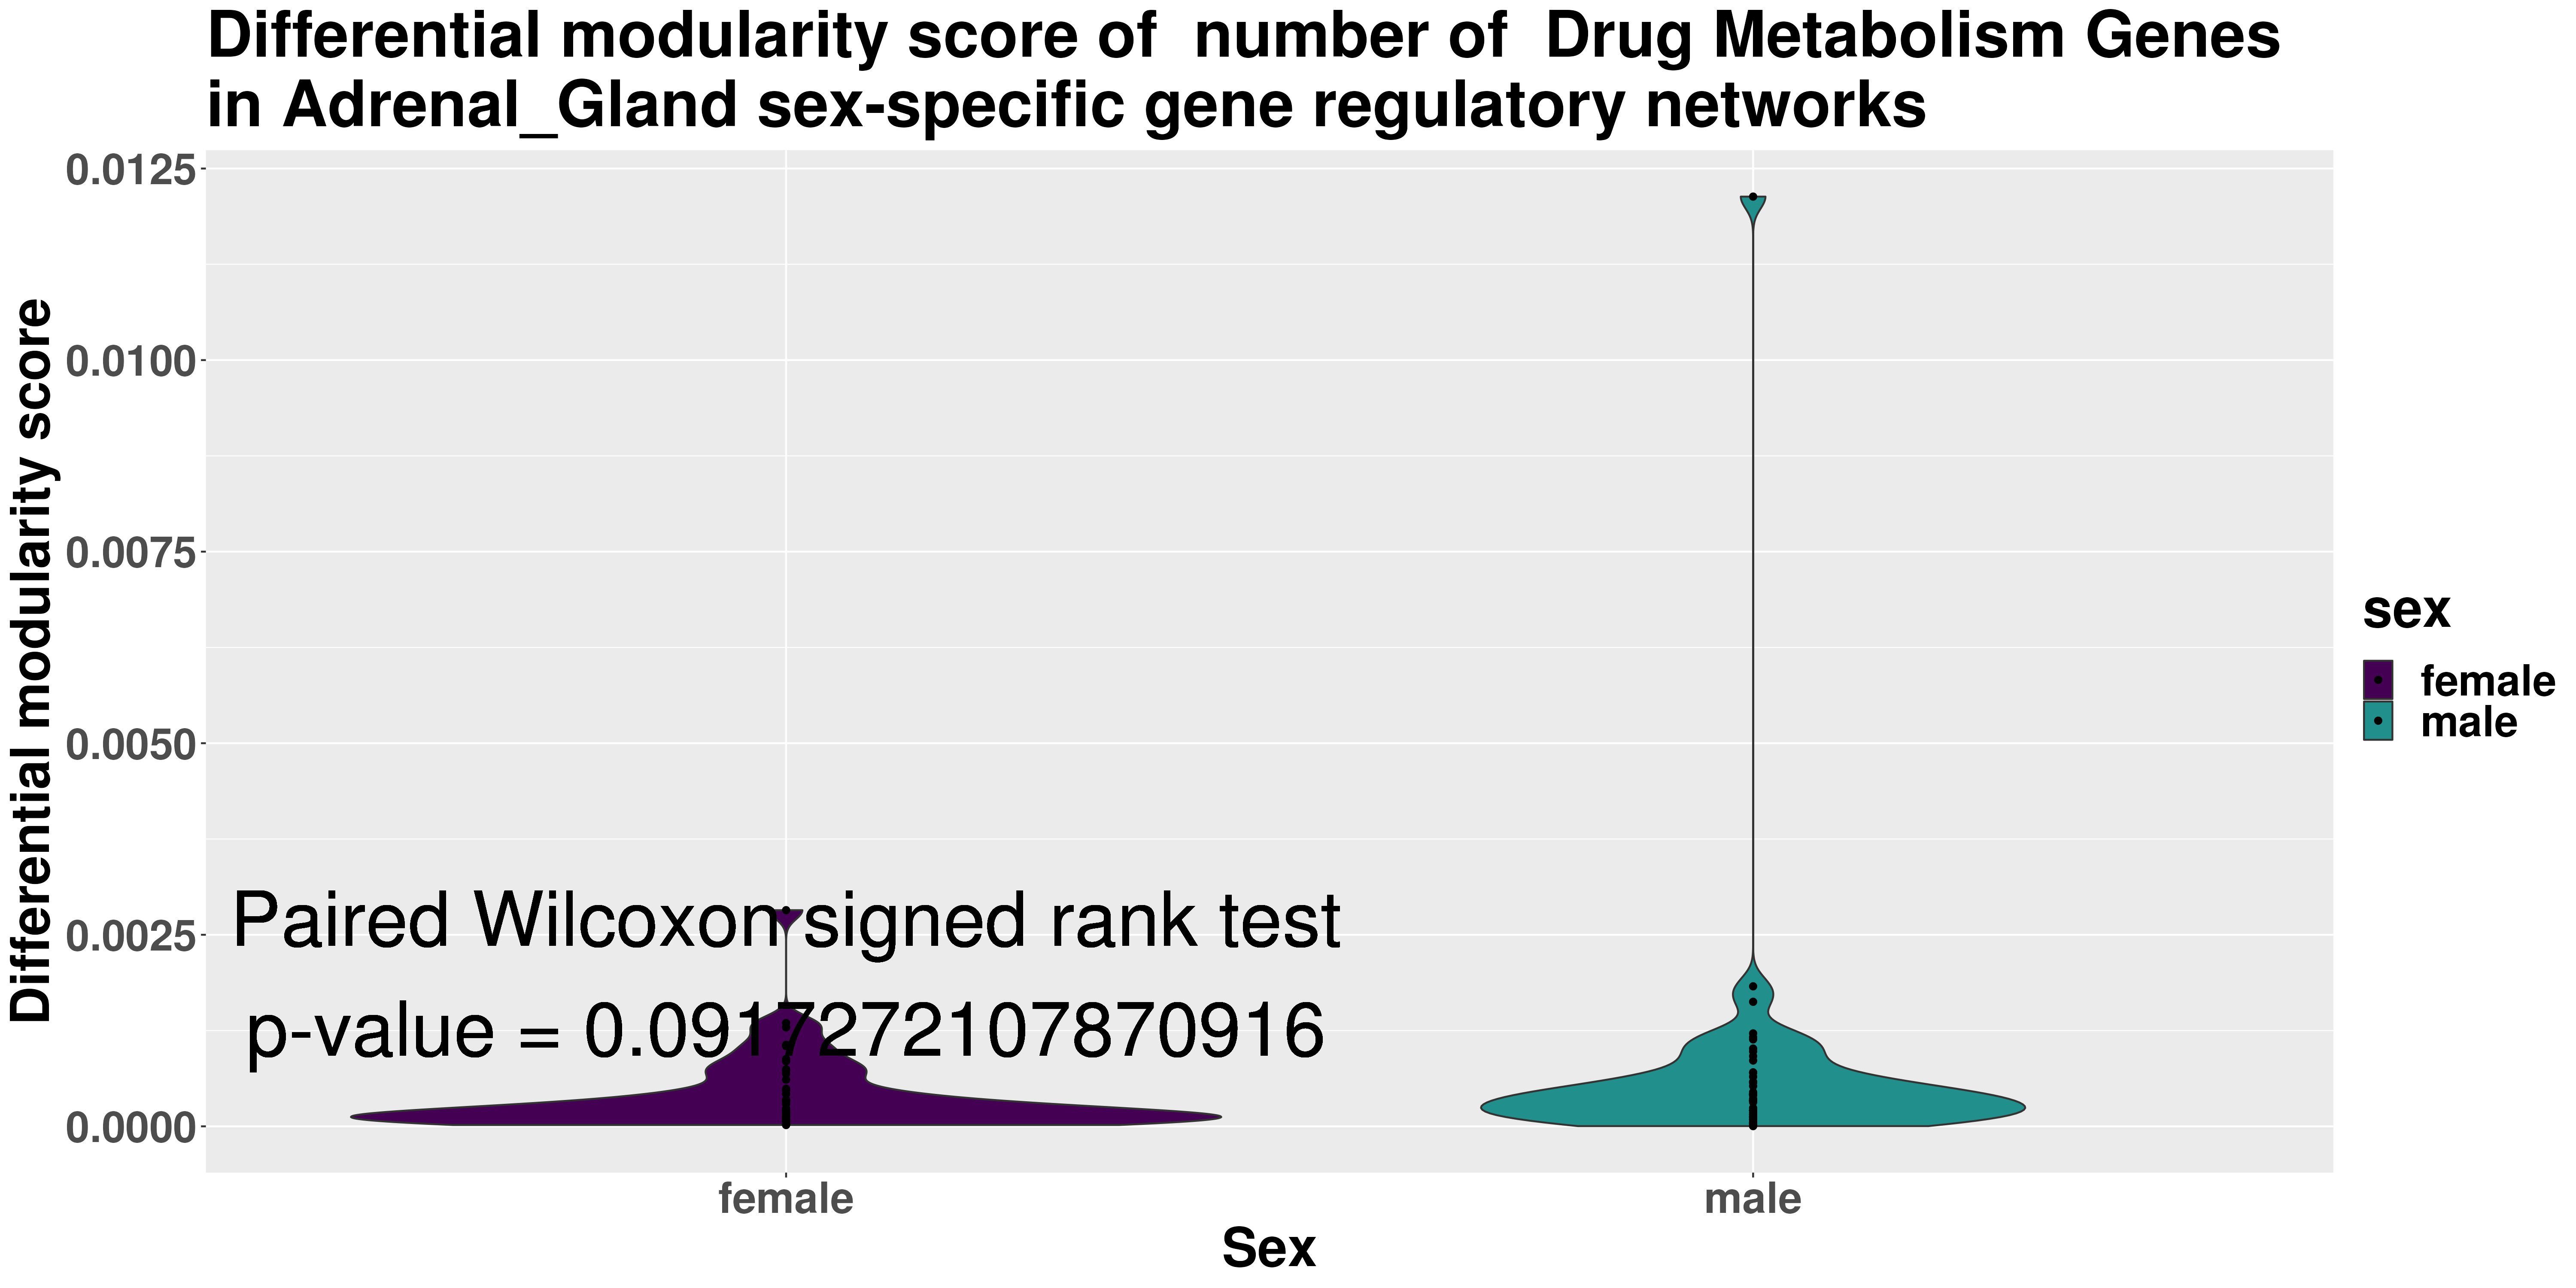 Differential modularity score of  number of  Drug Metabolism Genes
in Adrenal_Gland sex-specific gene regulatory networks
Differential modularity score
0.0125
0.0100
0.0075
0.0050
0.0025
0.0000
Paired Wilcoxon signed rank test
p-value = 0.0917272107870916
female
male
Sex
sex
female
male